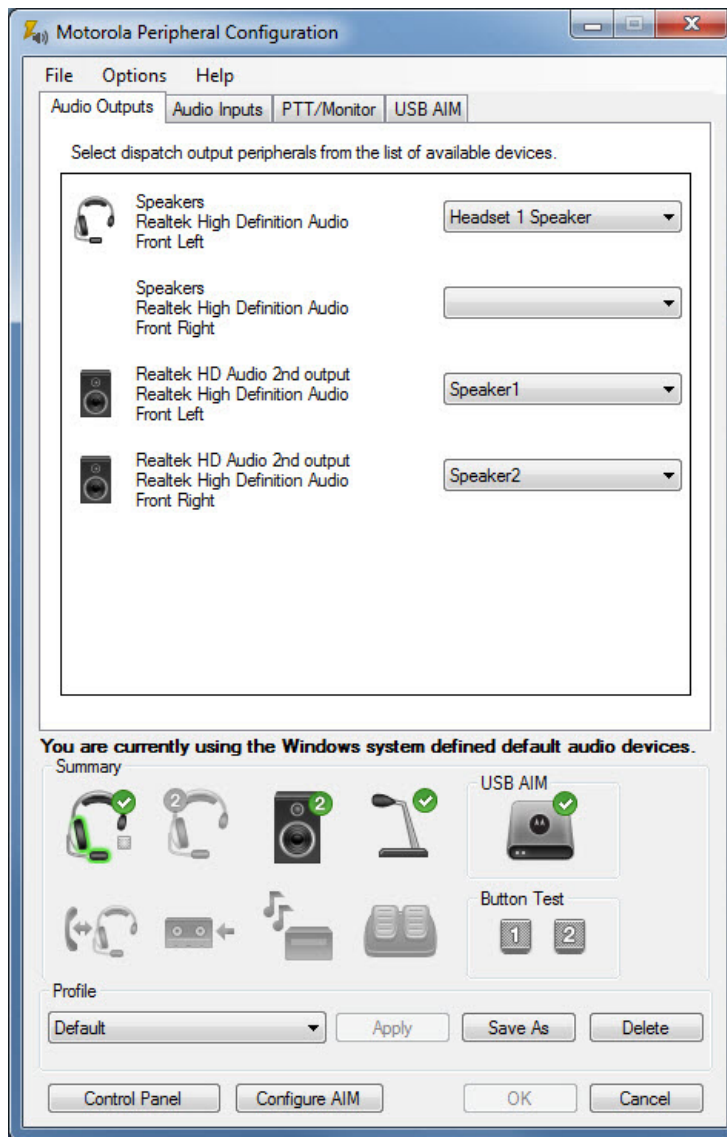 Motorola Peripheral Configuration
File Options Help
Audio Outputs Audio Inputs PTT/Monitor USB AIM
Select dispatch output peripherals from the list of available devices.
Speakers
Realtek High Definition Audio
Front Left
Headset 1 Speaker
Speakers
Realtek High Definition Audio
Front Right
Realtek HD Audio 2nd output
Realtek High Definition Audio
Front Left
Speaker1
Realtek HD Audio 2nd output
Realtek High Definition Audio
Front Right
Speaker2
You are currently using the Windows system defined default audio devices.
Summary
2
2
USB AIM
Button Test
1 2
Profile
Default Apply Save As Delete
Control Panel Configure AIM OK Cancel